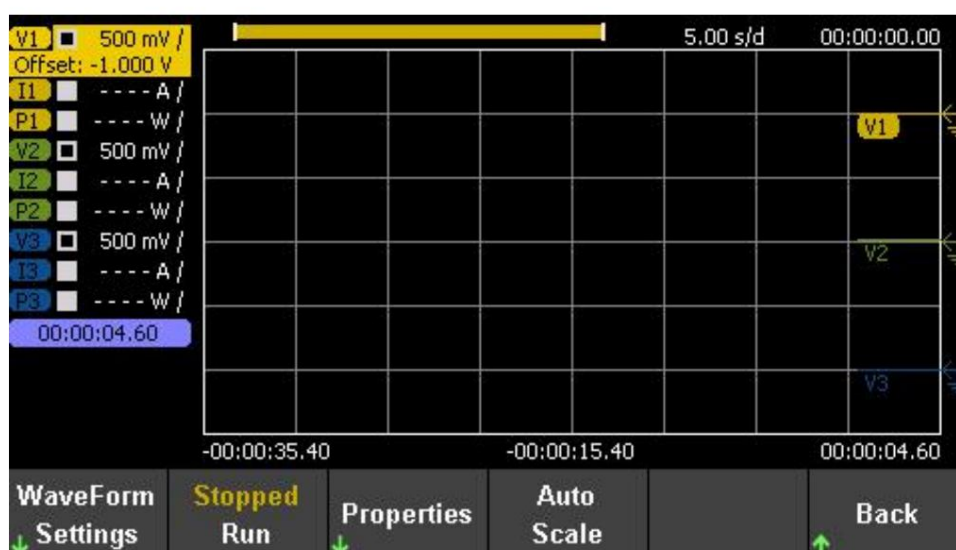 V1 500 mV /
Offset: -1.000 V
I1 ---- A /
P1 ---- W /
V2 500 mV /
I2 ---- A /
P2 ---- W /
V3 500 mV /
I3 ---- A /
P3 ---- W /
00:00:04.60
5.00 s/d 00:00:00.00
V1
V2
V3
-00:00:35.40 -00:00:15.40 00:00:04.60
WaveForm
Settings
Stopped
Run
Properties
Auto
Scale
Back